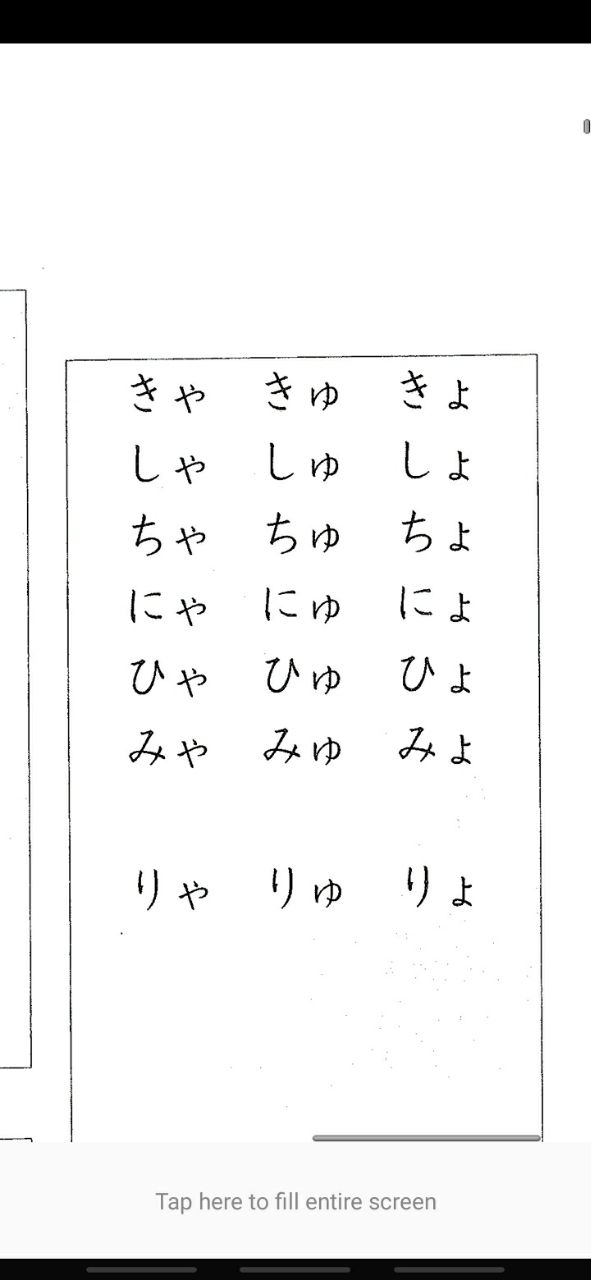 きゃ きゅ きょ
しゃ しゅ しょ
ちゃ ちゅ ちょ
にゃ にゅ にょ
ひゃ ひゅ ひょ
みゃ みゅ みょ
りゃ りゅ りょ
Tap here to fill entire screen